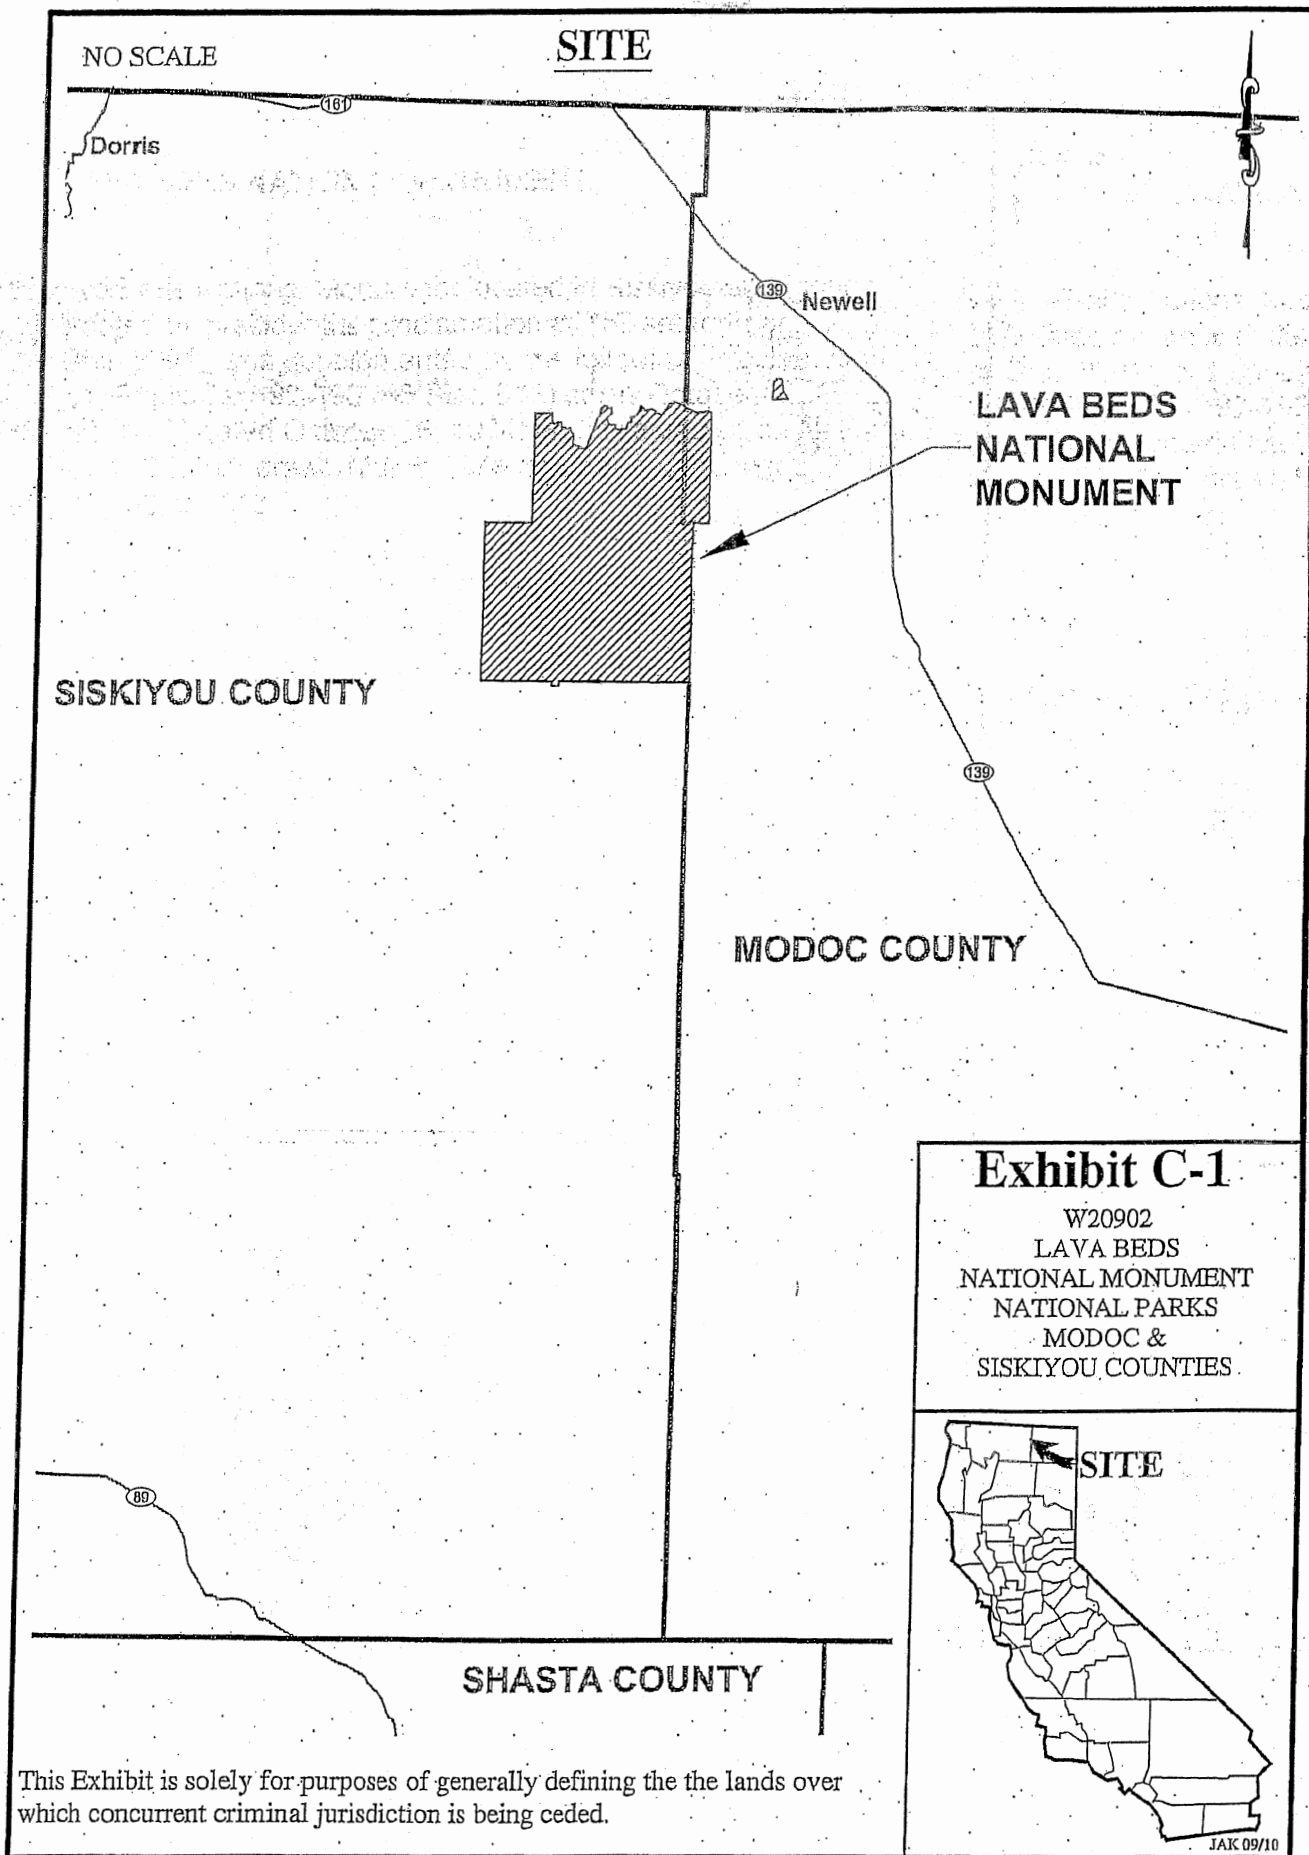 NO SCALE
SITE
161
Dorris
139
Newell
LAVA BEDS
NATIONAL
MONUMENT
SISKIYOU COUNTY
139
MODOC COUNTY
Exhibit C-1
W20902
LAVA BEDS
NATIONAL MONUMENT
NATIONAL PARKS
MODOC &
SISKIYOU COUNTIES
SITE
89
SHASTA COUNTY
This Exhibit is solely for purposes of generally defining the the lands over
which concurrent criminal jurisdiction is being ceded.
JAK 09/10